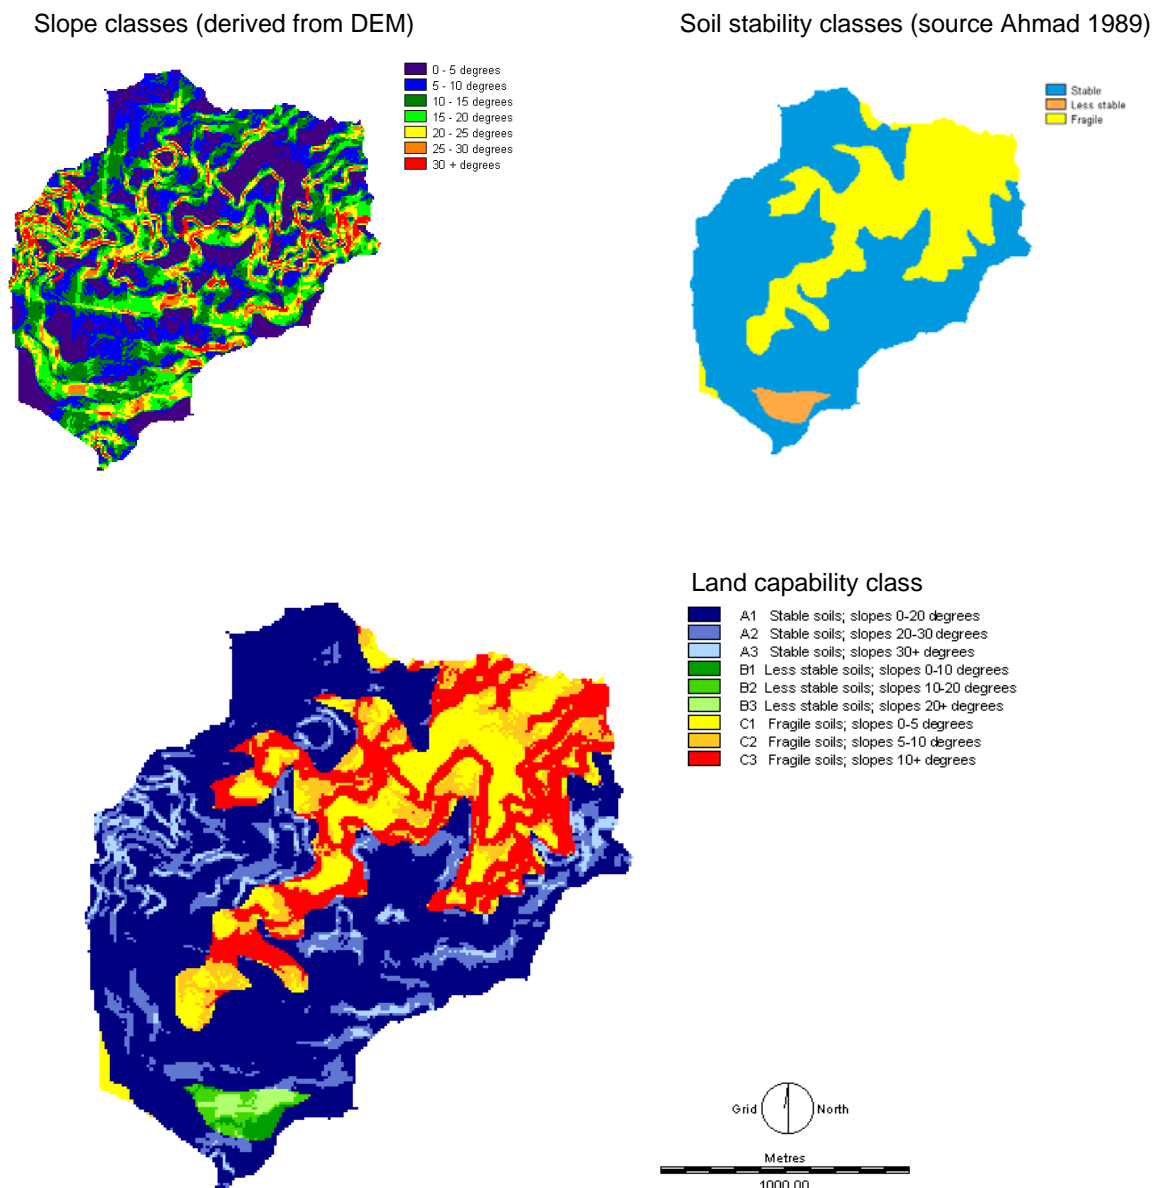 Slope classes (derived from DEM)
0 - 5 degrees
5 - 10 degrees
10 - 15 degrees
15 - 20 degrees
20 - 25 degrees
25 - 30 degrees
30 + degrees
Soil stability classes (source Ahmad 1989)
Stable
Less stable
Fragile
Land capability class
A1 Stable soils; slopes 0-20 degrees
A2 Stable soils; slopes 20-30 degrees
A3 Stable soils; slopes 30+ degrees
B1 Less stable soils; slopes 0-10 degrees
B2 Less stable soils; slopes 10-20 degrees
B3 Less stable soils; slopes 20+ degrees
C1 Fragile soils; slopes 0-5 degrees
C2 Fragile soils; slopes 5-10 degrees
C3 Fragile soils; slopes 10+ degrees
Grid North
Metres
1000.00